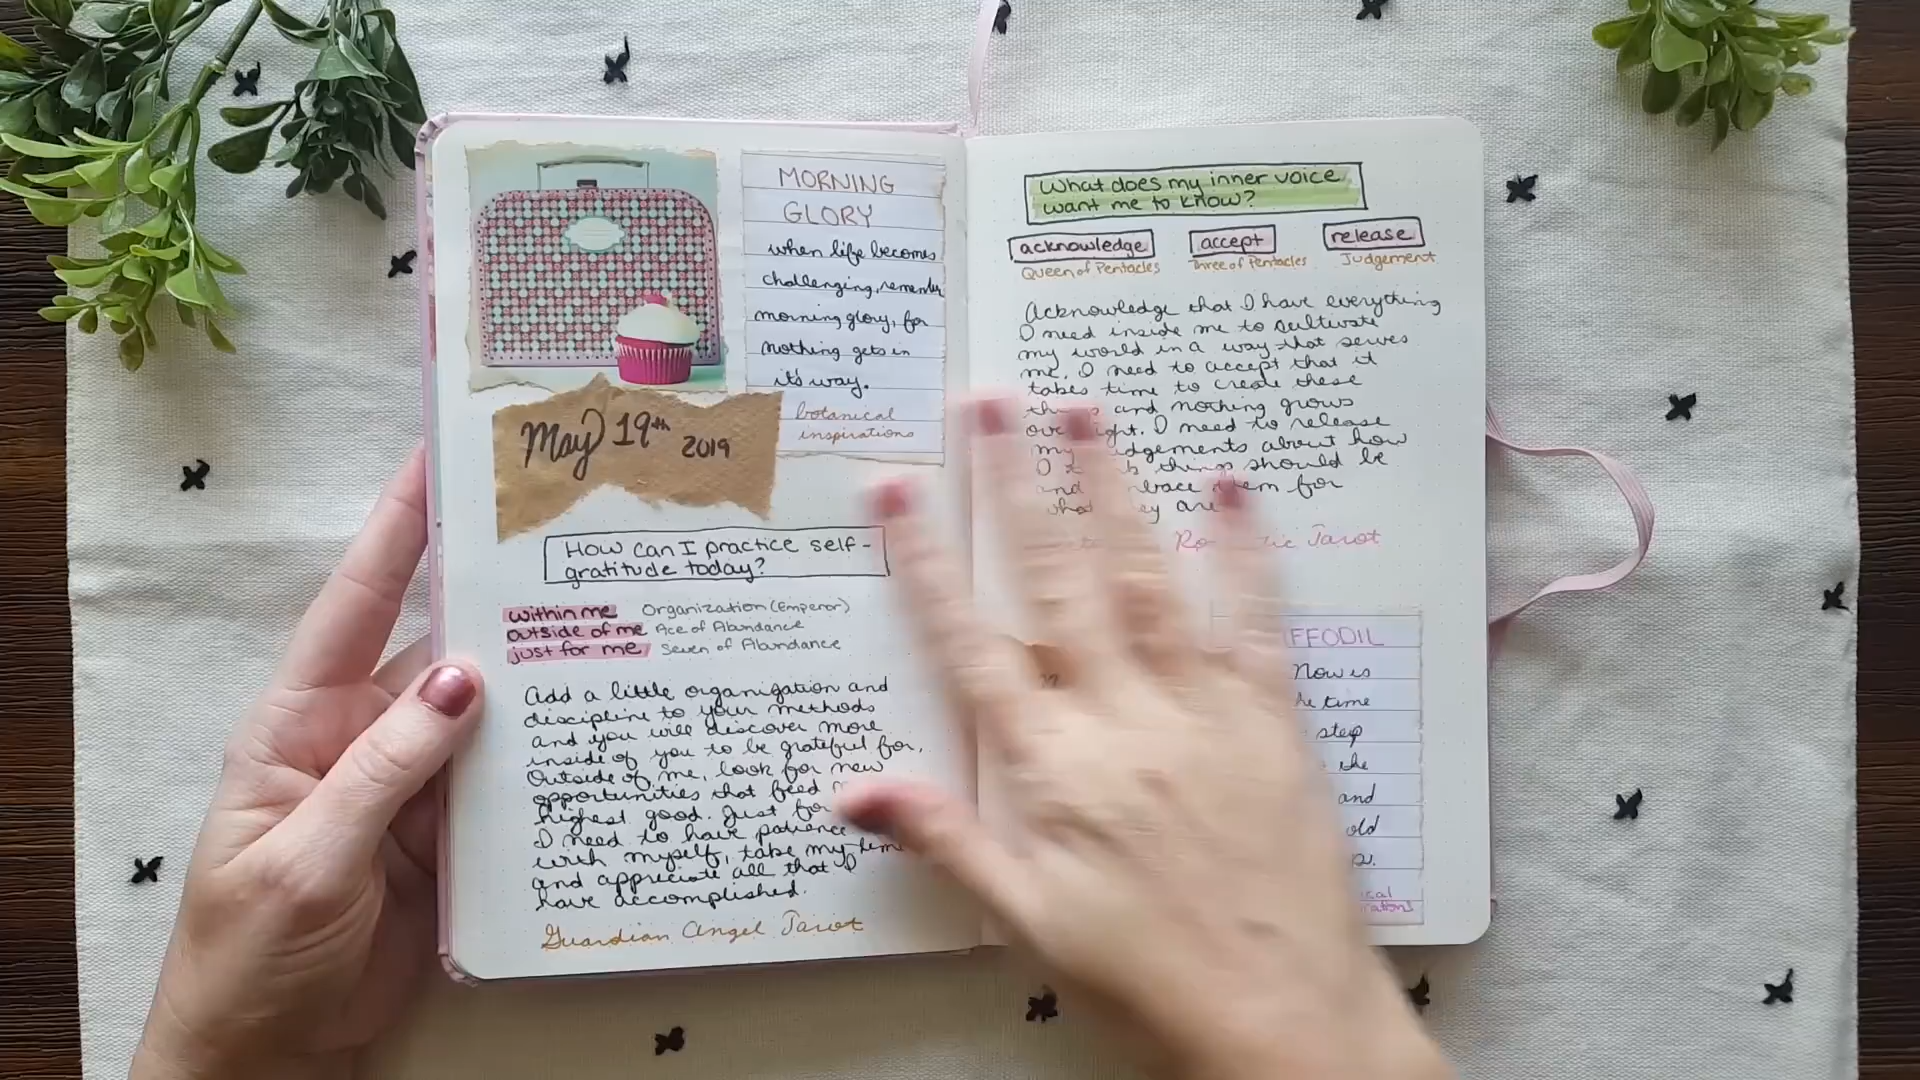 MORNING
GLORY
when life becomes
challenging, remember
morning glory, for
nothing gets in
it's way.
botanical
inspirations
May 19th 2019
How can I practice self-
gratitude today?
within me Organization (Emperor)
outside of me Ace of Abundance
just for me Seven of Abundance
Add a little organization and
discipline to your methods
and you will discover more
inside of you to be grateful for.
Outside of me, look for new
opportunities that feed
highest good. Just for
I need to have patience
with myself, take my time
and appreciate all that I
have accomplished.
Guardian Angel Tarot
What does my inner voice
want me to know?
acknowledge accept release
Queen of Pentacles Three of Pentacles Judgement
Acknowledge that I have everything
I need inside me to cultivate
my world in a way that serves
me. I need to accept that it
takes time to create these
and nothing grows
I need to release
my about how
I things should be
and for
are
Tarot
FFODIL
Now is
time
step
the
and
old